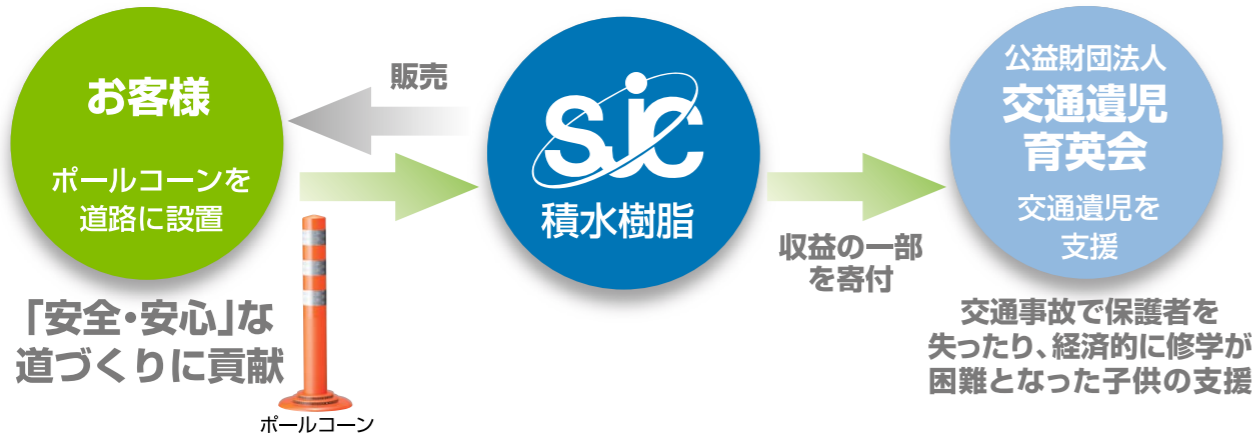 お客様
ポールコーンを
道路に設置
「安全・安心」な
道づくりに貢献
販売
ポールコーン
sjc
積水樹脂
収益の一部
を寄付
公益財団法人
交通遺児
育英会
交通遺児を
支援
交通事故で保護者を
失ったり、経済的に修学が
困難となった子供の支援